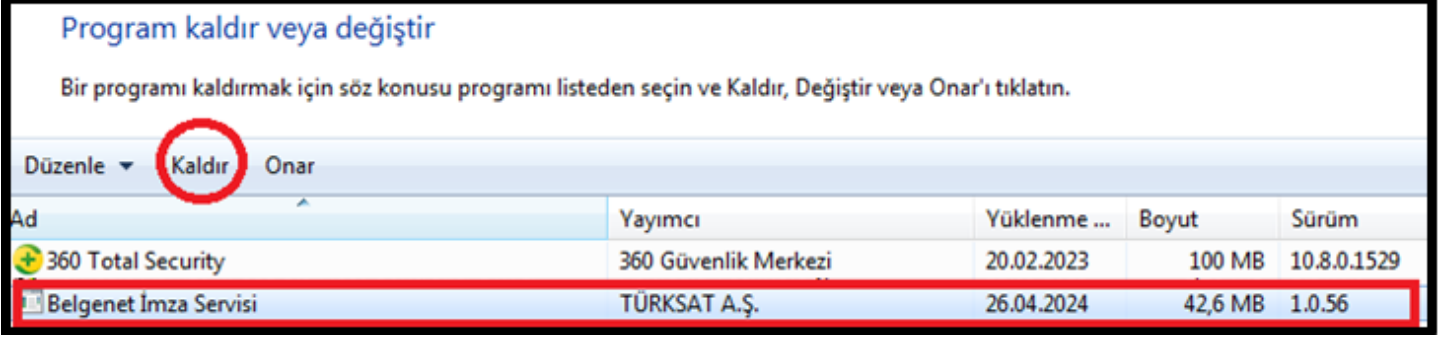 Program kaldır veya değiştir
Bir programı kaldırmak için söz konusu programı listeden seçin ve Kaldır, Değiştir veya Onar'ı tıklatın.
Düzenle Kaldır Onar
Ad Yayımcı Yüklenme ... Boyut Sürüm
360 Total Security 360 Güvenlik Merkezi 20.02.2023 100 MB 10.8.0.1529
Belgenet İmza Servisi TÜRKSAT A.Ş. 26.04.2024 42,6 MB 1.0.56